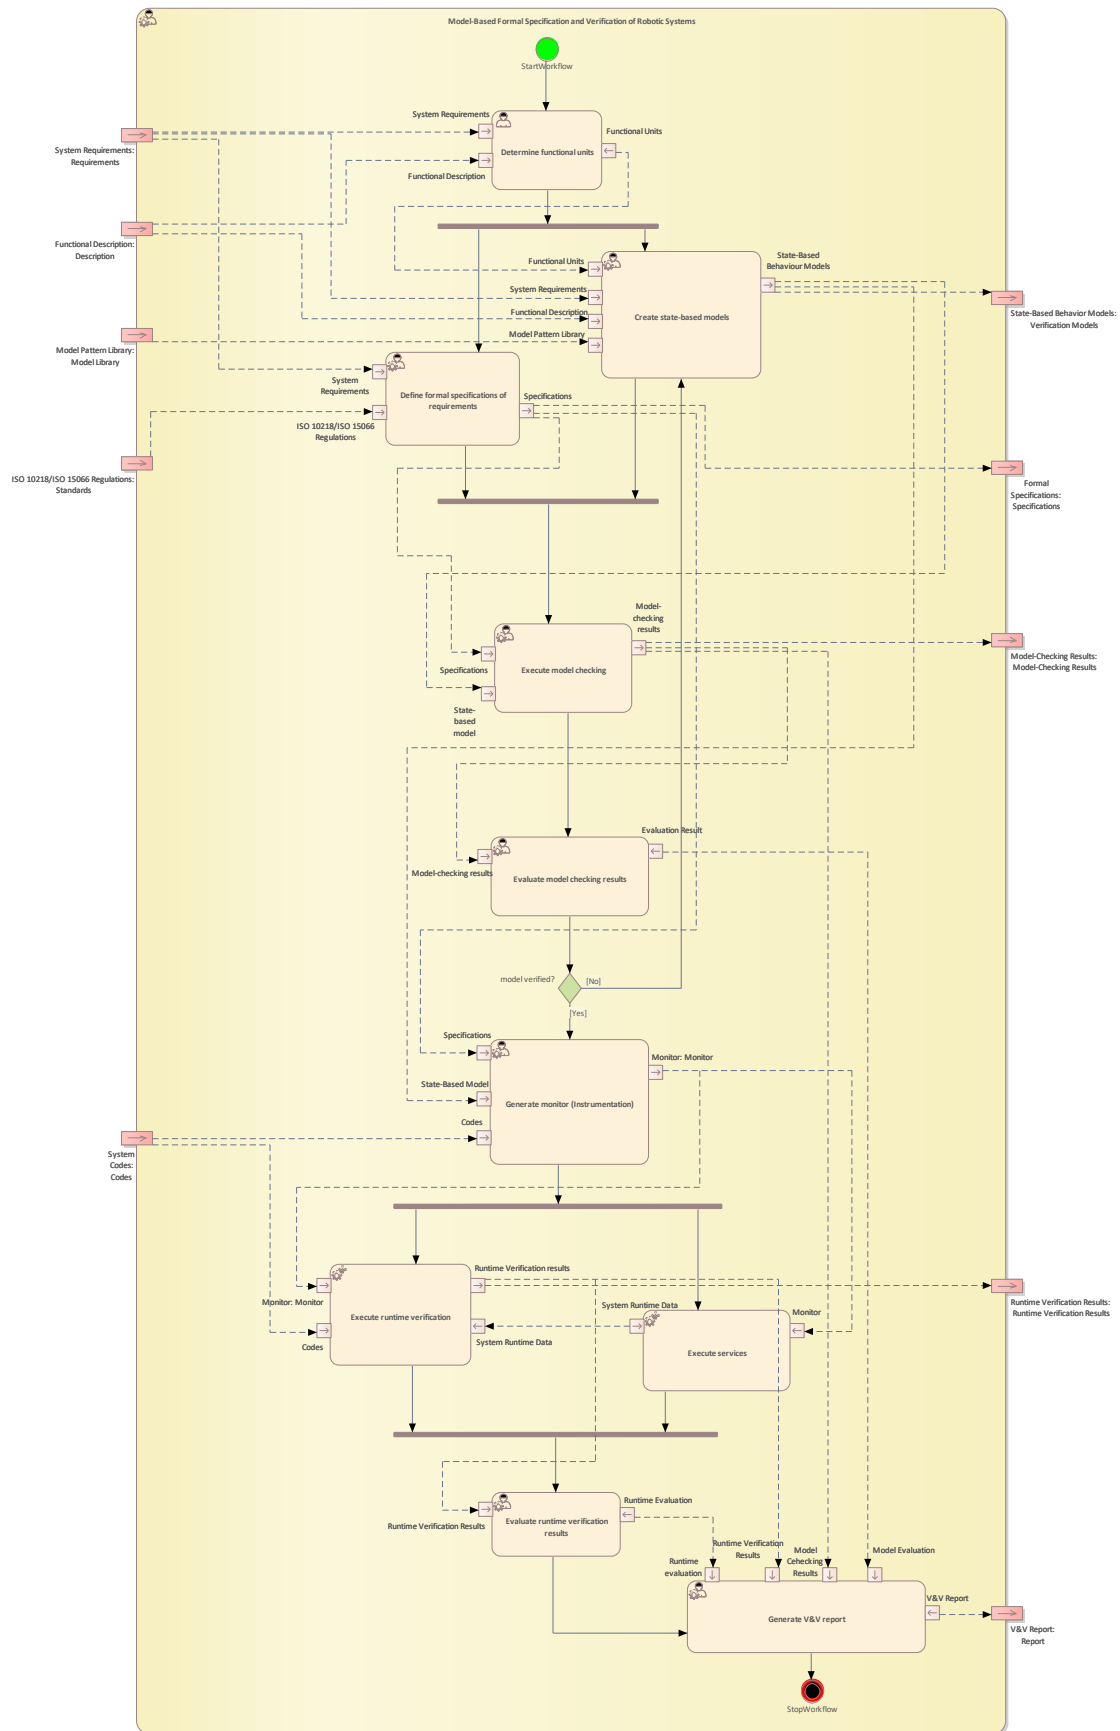 Model-Based Formal Specification and Verification of Robotic Systems
StartWorkflow
System Requirements
Functional Units
System Requirements:
Requirements
Determine functional units
Functional Description
Functional Description:
Description
State-Based
Behaviour Models
Functional Units
System Requirements
Functional Description
Create state-based models
State-Based Behavior Models:
Verification Models
Model Pattern Library
Model Pattern Library:
Model Library
System
Requirements
Define formal specifications of
requirements
Specifications
ISO 10218/ISO 15066
Regulations
ISO 10218/ISO 15066 Regulations:
Standards
Formal
Specifications:
Specifications
Model-
checking
results
Specifications
Execute model checking
Model-Checking Results:
Model-Checking Results
State-
based
model
Evaluation Result
Model-checking results
Evaluate model checking results
model verified?
[No]
[Yes]
Specifications
Monitor: Monitor
State-Based Model
Generate monitor (Instrumentation)
Codes
System
Codes:
Codes
Runtime Verification results
Monitor: Monitor
System Runtime Data
Monitor
Runtime Verification Results:
Runtime Verification Results
Execute runtime verification
Codes
System Runtime Data
Execute services
Runtime Evaluation
Runtime Verification Results
Evaluate runtime verification
results
Runtime
evaluation
Runtime Verification
Results
Model
Cehecking
Results
Model Evaluation
V&V Report
Generate V&V report
V&V Report:
Report
StopWorkflow